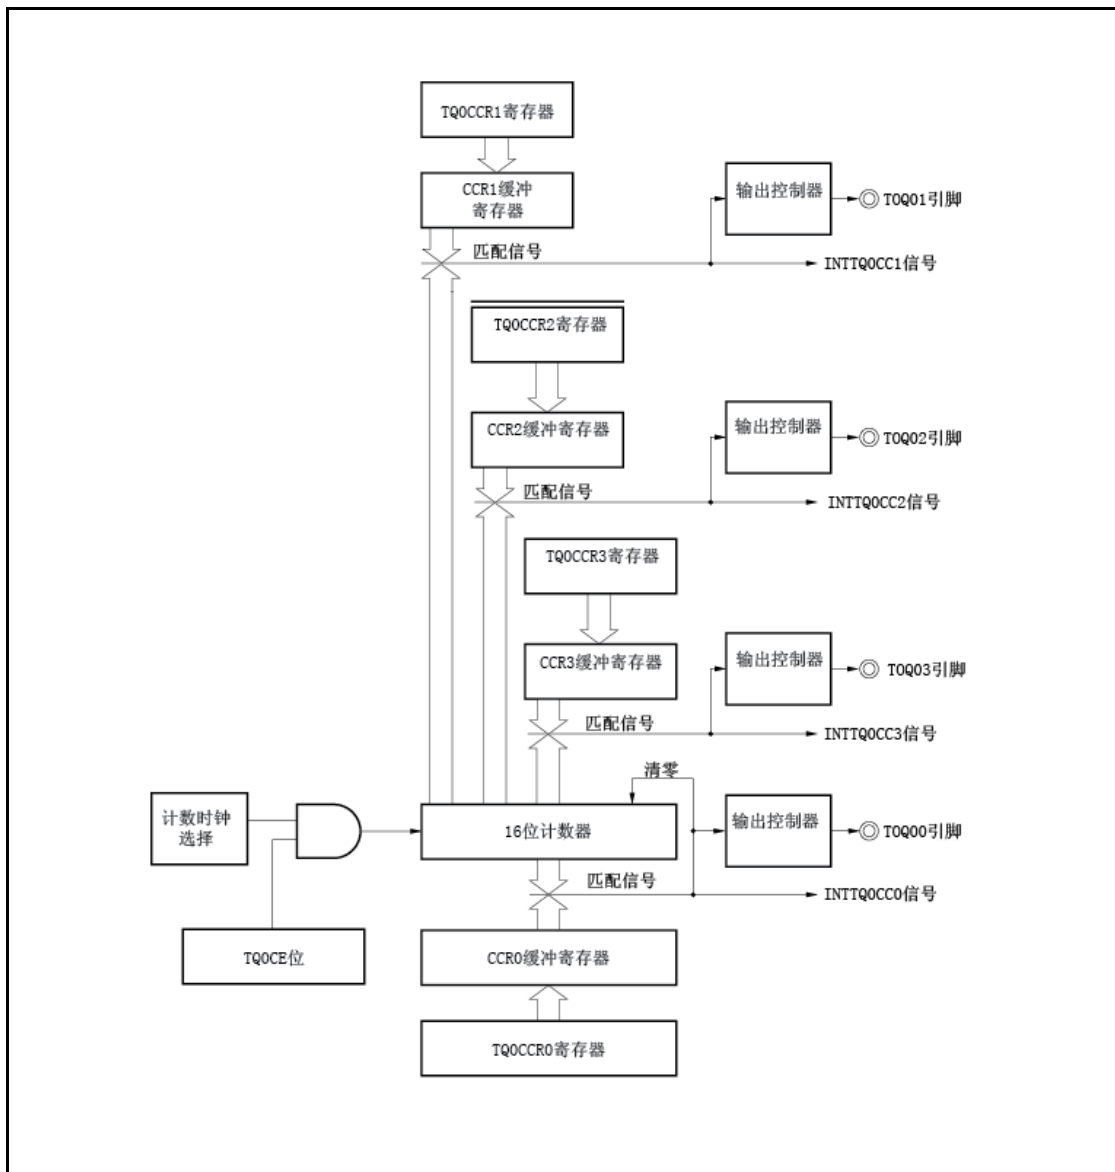 TQ0CCR1寄存器
CCR1缓冲
寄存器
输出控制器
TOQ01引脚
匹配信号
INTTQ0CC1信号
TQ0CCR2寄存器
CCR2缓冲寄存器
输出控制器
TOQ02引脚
匹配信号
INTTQ0CC2信号
TQ0CCR3寄存器
CCR3缓冲寄存器
输出控制器
TOQ03引脚
匹配信号
INTTQ0CC3信号
清零
计数时钟
选择
16位计数器
输出控制器
TOQ00引脚
匹配信号
INTTQ0CC0信号
TQ0CE位
CCR0缓冲寄存器
TQ0CCR0寄存器